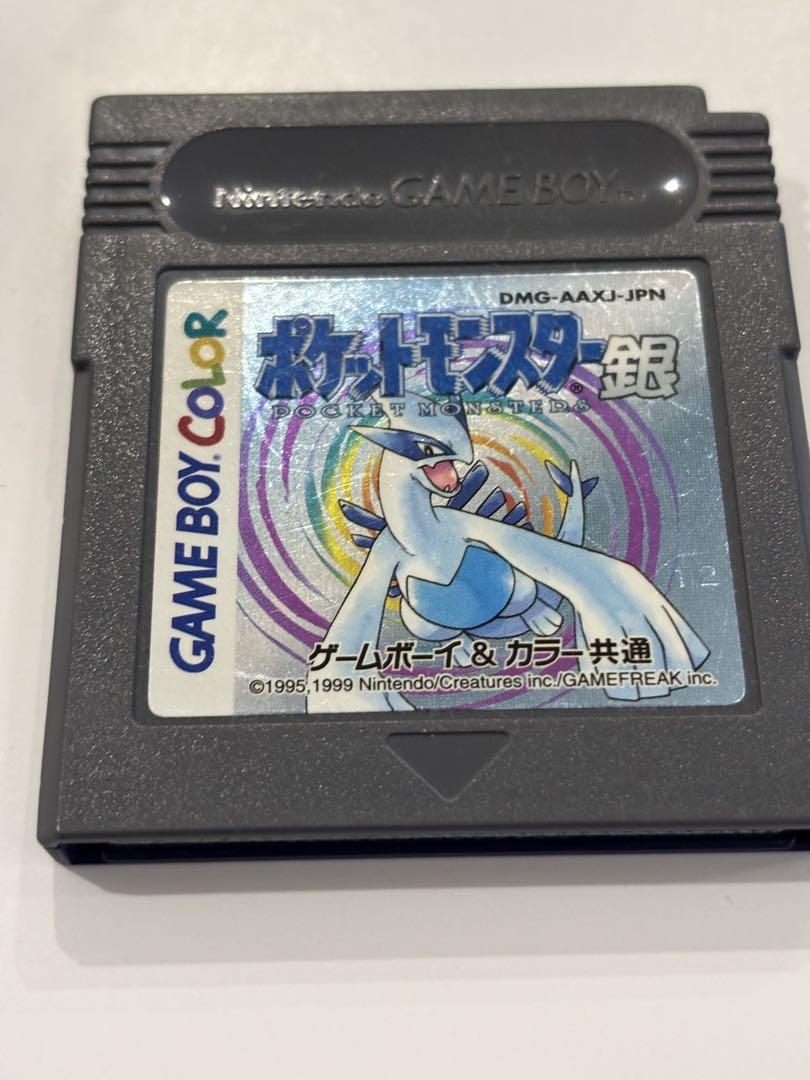 Nintendo GAME BOY™
DMG-AAXJ-JPN
ポケットモンスター®銀
POCKET MONSTERS
GAME BOY® COLOR
12
ゲームボーイ & カラー共通
©1995,1999 Nintendo/Creatures inc./GAMEFREAK inc.